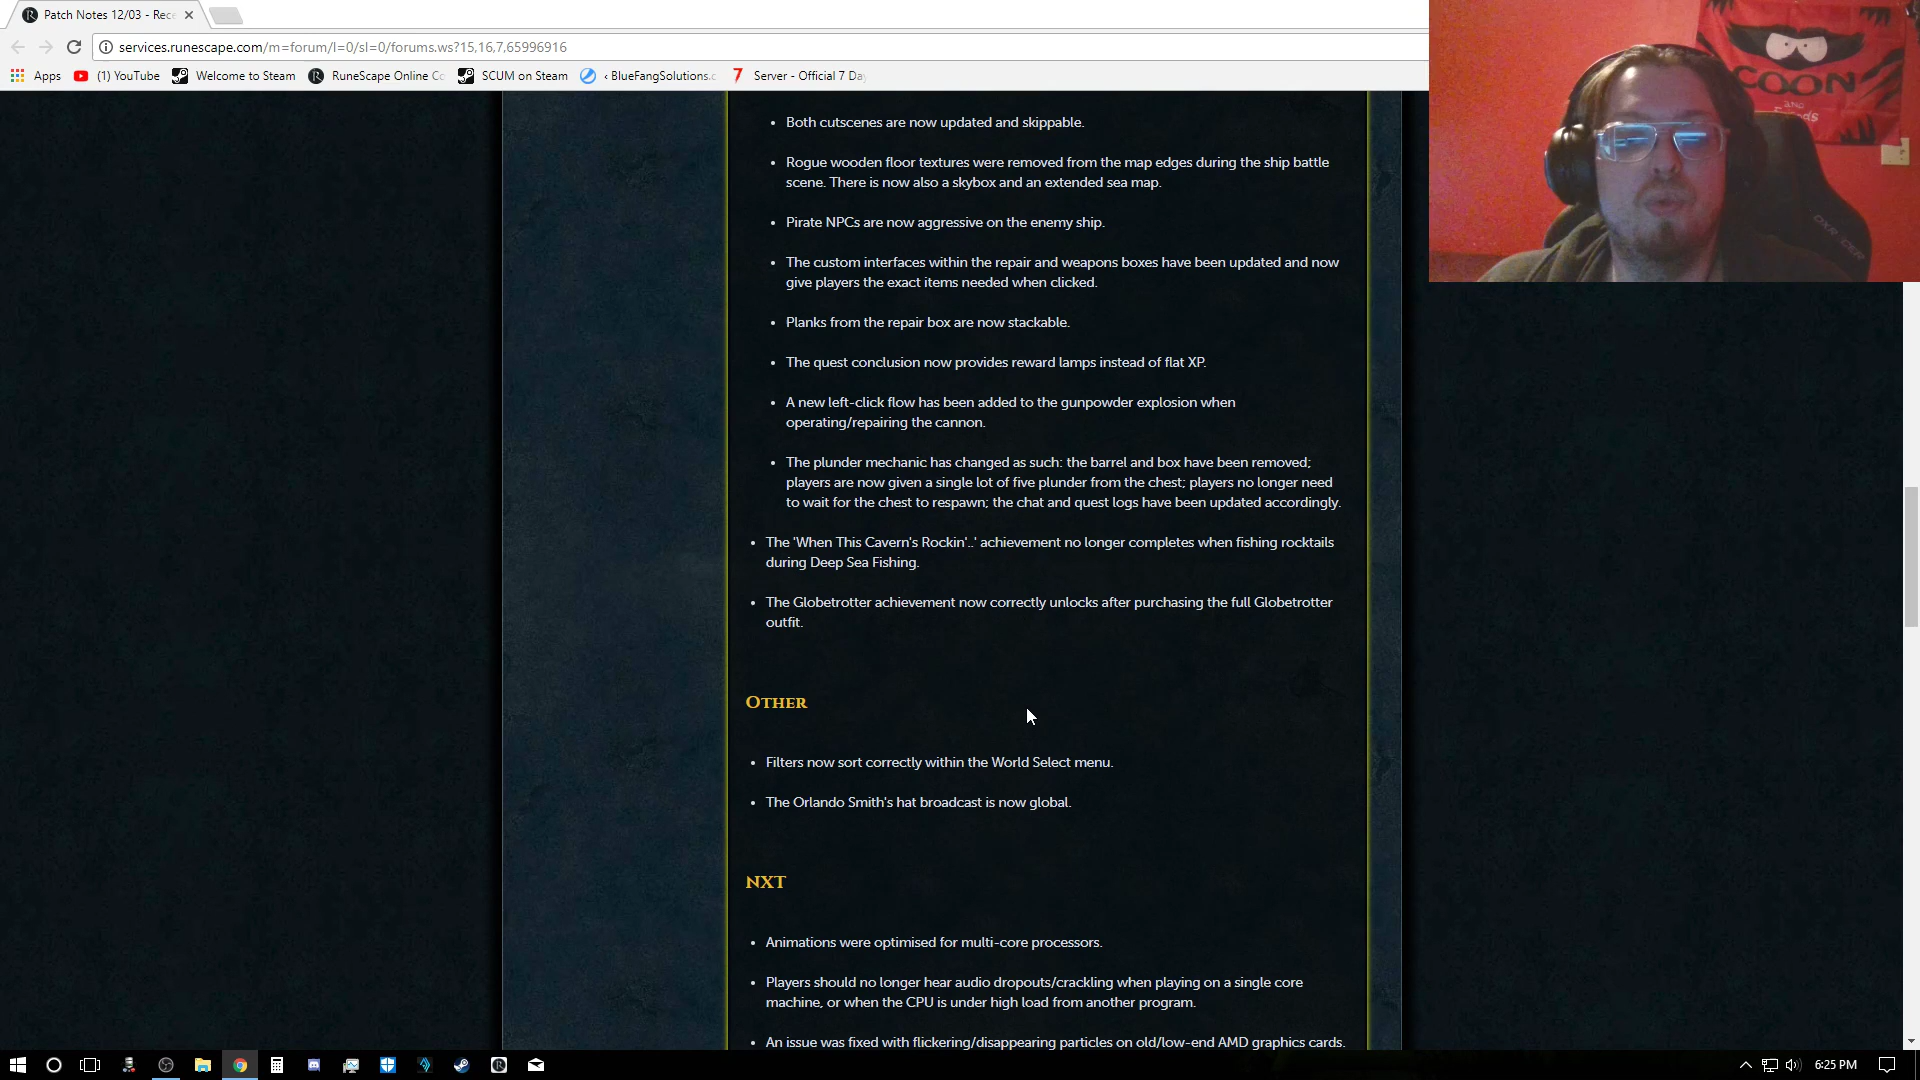 Patch Notes 12/03 - Rece
services.runescape.com/m=forum/l=0/sl=0/forums.ws?15,16,7,65996916
Apps (1) YouTube Welcome to Steam RuneScape Online Co SCUM on Steam ‹ BlueFangSolutions.c Server - Official 7 Day
COON
AND
• Both cutscenes are now updated and skippable.
• Rogue wooden floor textures were removed from the map edges during the ship battle
scene. There is now also a skybox and an extended sea map.
• Pirate NPCs are now aggressive on the enemy ship.
• The custom interfaces within the repair and weapons boxes have been updated and now
give players the exact items needed when clicked.
• Planks from the repair box are now stackable.
• The quest conclusion now provides reward lamps instead of flat XP.
• A new left-click flow has been added to the gunpowder explosion when
operating/repairing the cannon.
• The plunder mechanic has changed as such: the barrel and box have been removed;
players are now given a single lot of five plunder from the chest; players no longer need
to wait for the chest to respawn; the chat and quest logs have been updated accordingly.
• The 'When This Cavern's Rockin'..' achievement no longer completes when fishing rocktails
during Deep Sea Fishing.
• The Globetrotter achievement now correctly unlocks after purchasing the full Globetrotter
outfit.
Other
• Filters now sort correctly within the World Select menu.
• The Orlando Smith's hat broadcast is now global.
NXT
• Animations were optimised for multi-core processors.
• Players should no longer hear audio dropouts/crackling when playing on a single core
machine, or when the CPU is under high load from another program.
• An issue was fixed with flickering/disappearing particles on old/low-end AMD graphics cards.
6:25 PM